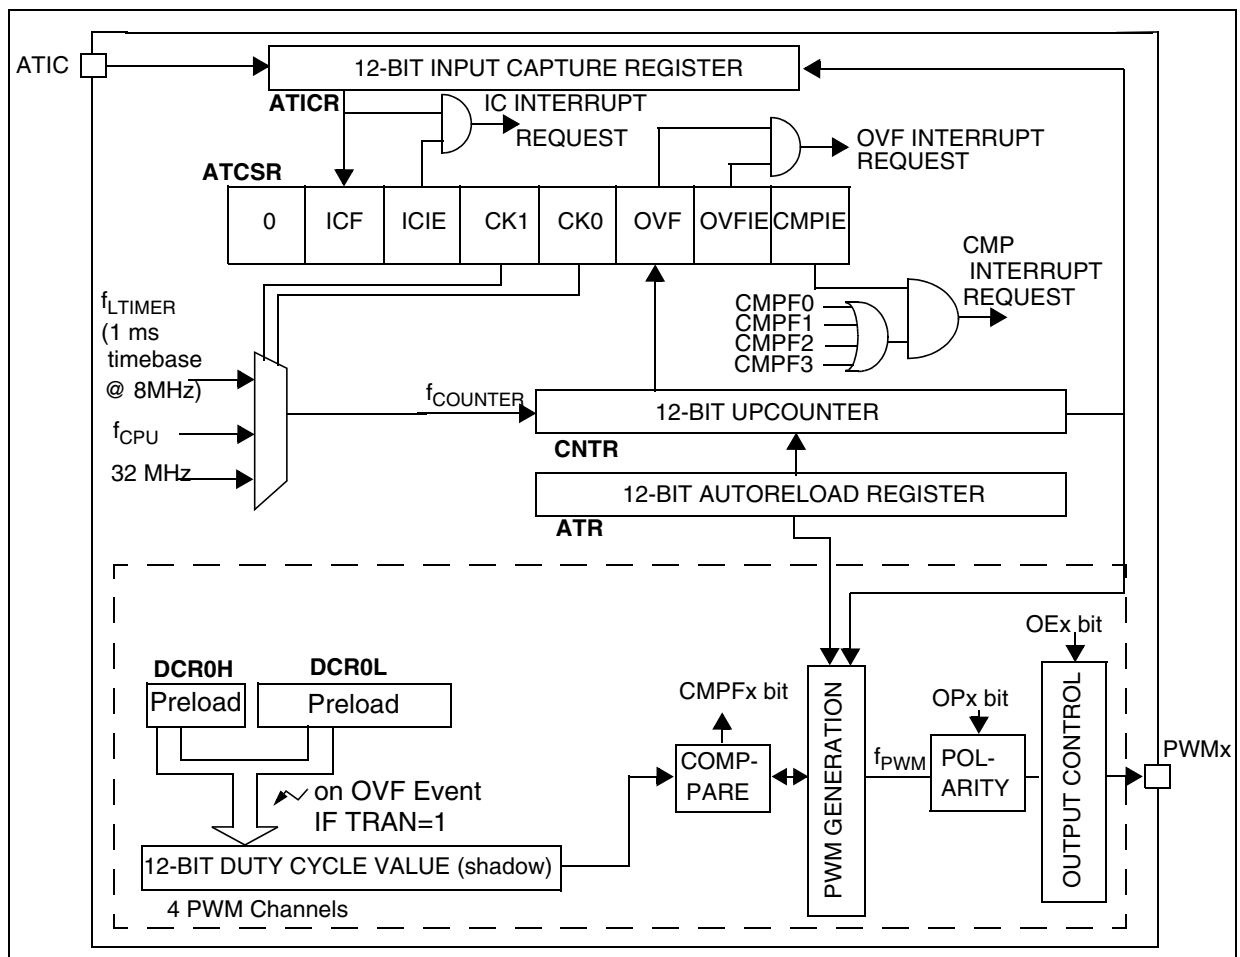 ATIC
12-BIT INPUT CAPTURE REGISTER
ATICR
IC INTERRUPT
REQUEST
OVF INTERRUPT
REQUEST
ATCSR
0
ICF
ICIE
CK1
CK0
OVF
OVFIE
CMPIE
CMP
INTERRUPT
REQUEST
fLTIMER
(1 ms
timebase
@ 8MHz)
CMPF0
CMPF1
CMPF2
CMPF3
fCOUNTER
12-BIT UPCOUNTER
fCPU
CNTR
32 MHz
12-BIT AUTORELOAD REGISTER
ATR
OEx bit
DCR0H
DCR0L
Preload
Preload
CMPFx bit
OPx bit
PWM GENERATION
OUTPUT CONTROL
PWMx
COMP-
PARE
fPWM
POL-
ARITY
on OVF Event
IF TRAN=1
12-BIT DUTY CYCLE VALUE (shadow)
4 PWM Channels